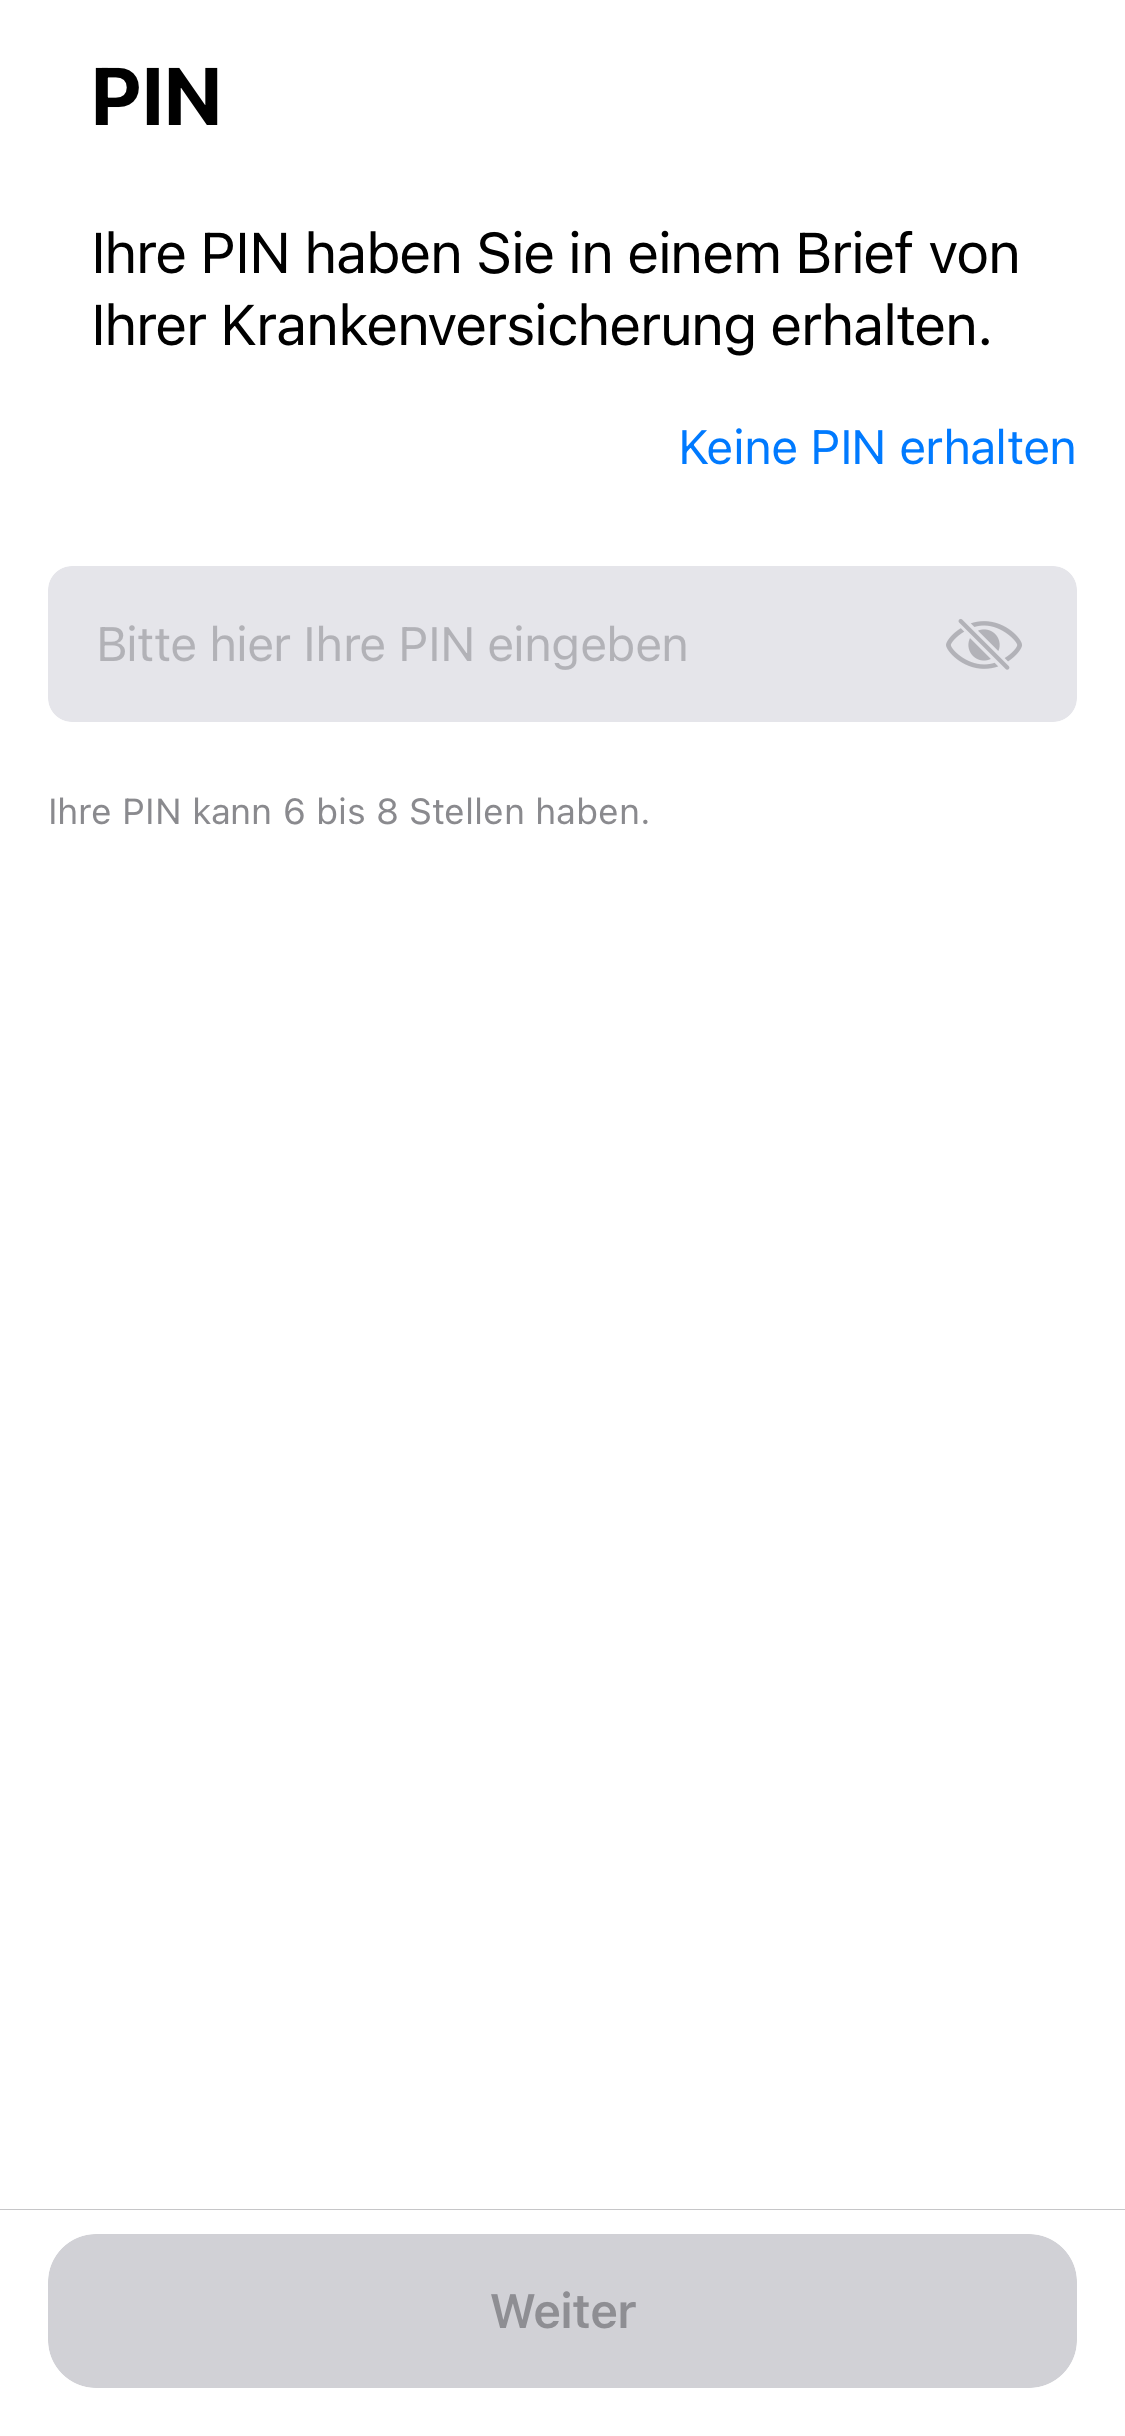 PIN
Ihre PIN haben Sie in einem Brief von
Ihrer Krankenversicherung erhalten.
Keine PIN erhalten
Bitte hier Ihre PIN eingeben
Ihre PIN kann 6 bis 8 Stellen haben.
Weiter